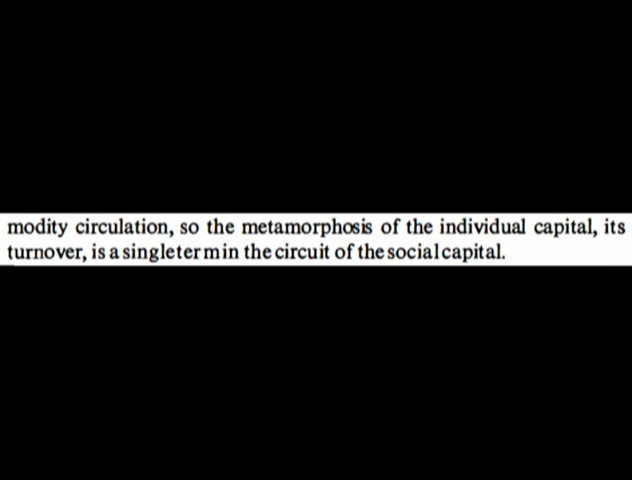 modity circulation, so the metamorphosis of the individual capital, its
turnover, is a single term in the circuit of the social capital.